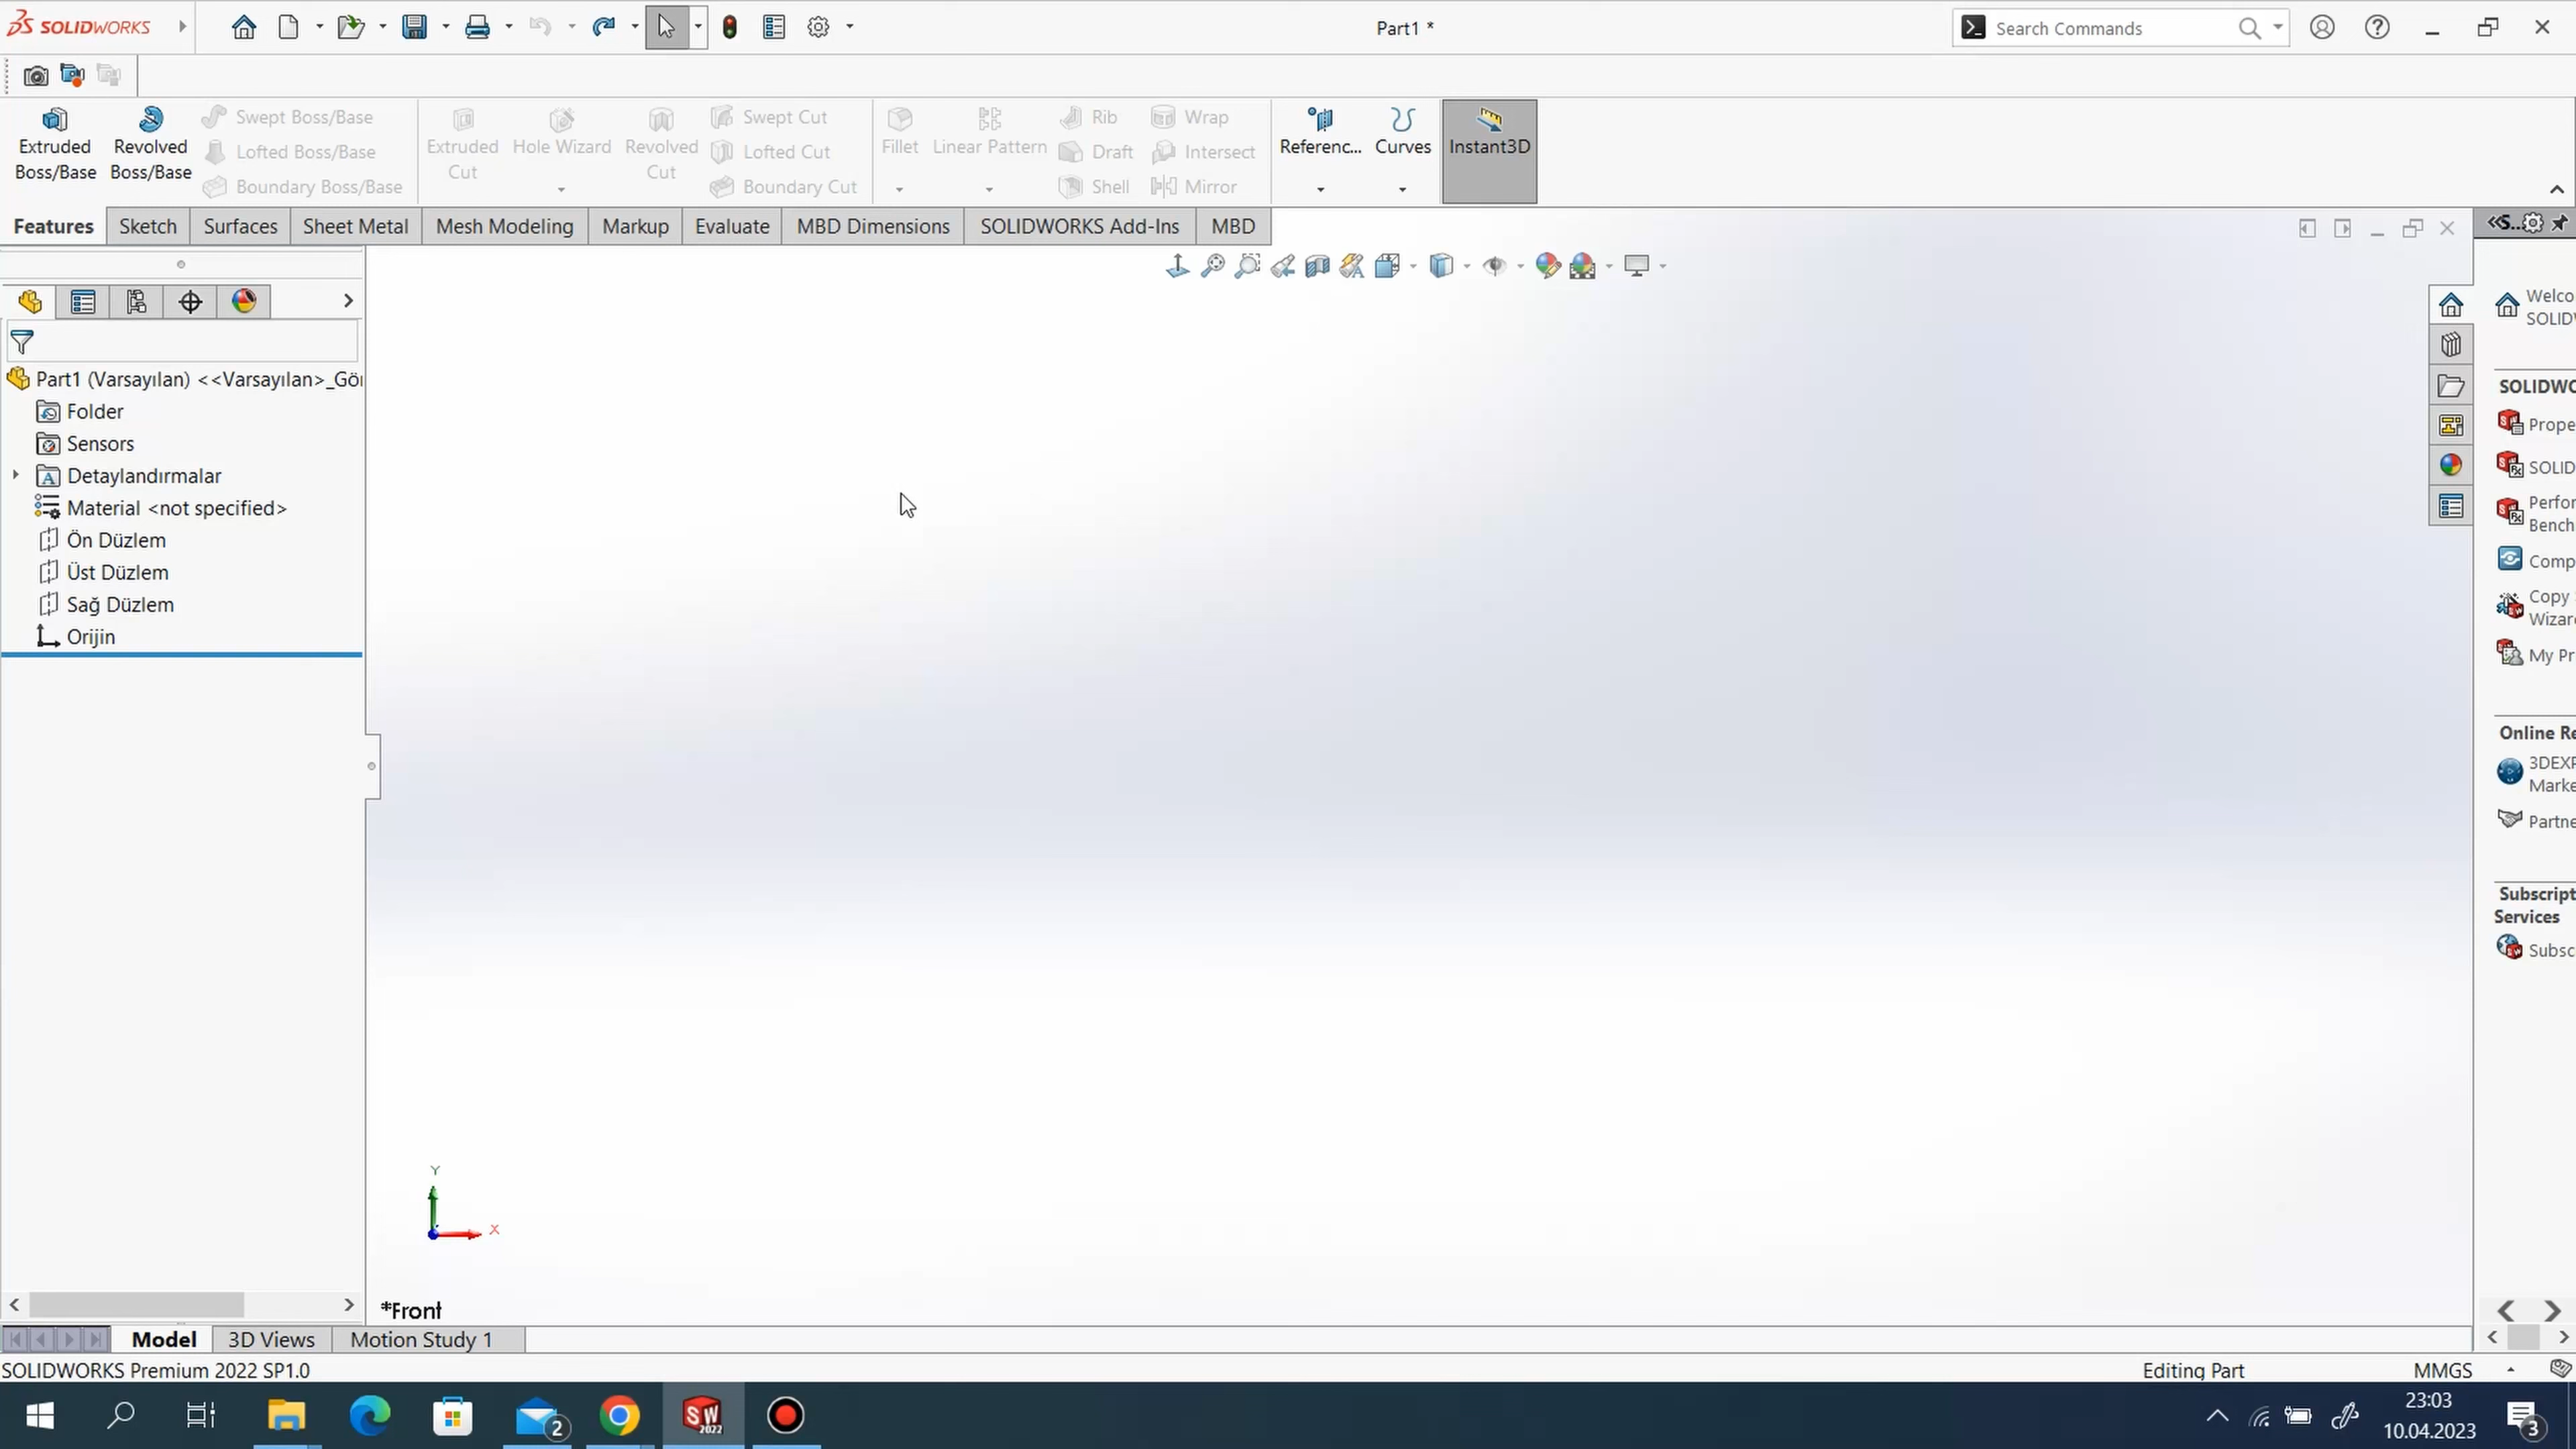 SOLIDWORKS
Part1 *
Search Commands
Extruded Boss/Base
Revolved Boss/Base
Swept Boss/Base
Lofted Boss/Base
Boundary Boss/Base
Extruded Cut
Hole Wizard
Revolved Cut
Swept Cut
Lofted Cut
Boundary Cut
Fillet
Linear Pattern
Rib
Draft
Shell
Wrap
Intersect
Mirror
Referenc...
Curves
Instant3D
Features
Sketch
Surfaces
Sheet Metal
Mesh Modeling
Markup
Evaluate
MBD Dimensions
SOLIDWORKS Add-Ins
MBD
S...
Part1 (Varsayılan) <<Varsayılan>_Gö
Folder
Sensors
Detaylandırmalar
Material <not specified>
Ön Düzlem
Üst Düzlem
Sağ Düzlem
Orijin
Welco
SOLID
SOLIDWO
Prope
SOLID
Perfor
Bench
Comp
Copy
Wizar
My Pr
Online Re
3DEXP
Marke
Partne
Subscript
Services
Subsc
Y
X
*Front
Model
3D Views
Motion Study 1
SOLIDWORKS Premium 2022 SP1.0
Editing Part
MMGS
2
SW
2022
23:03
10.04.2023
3